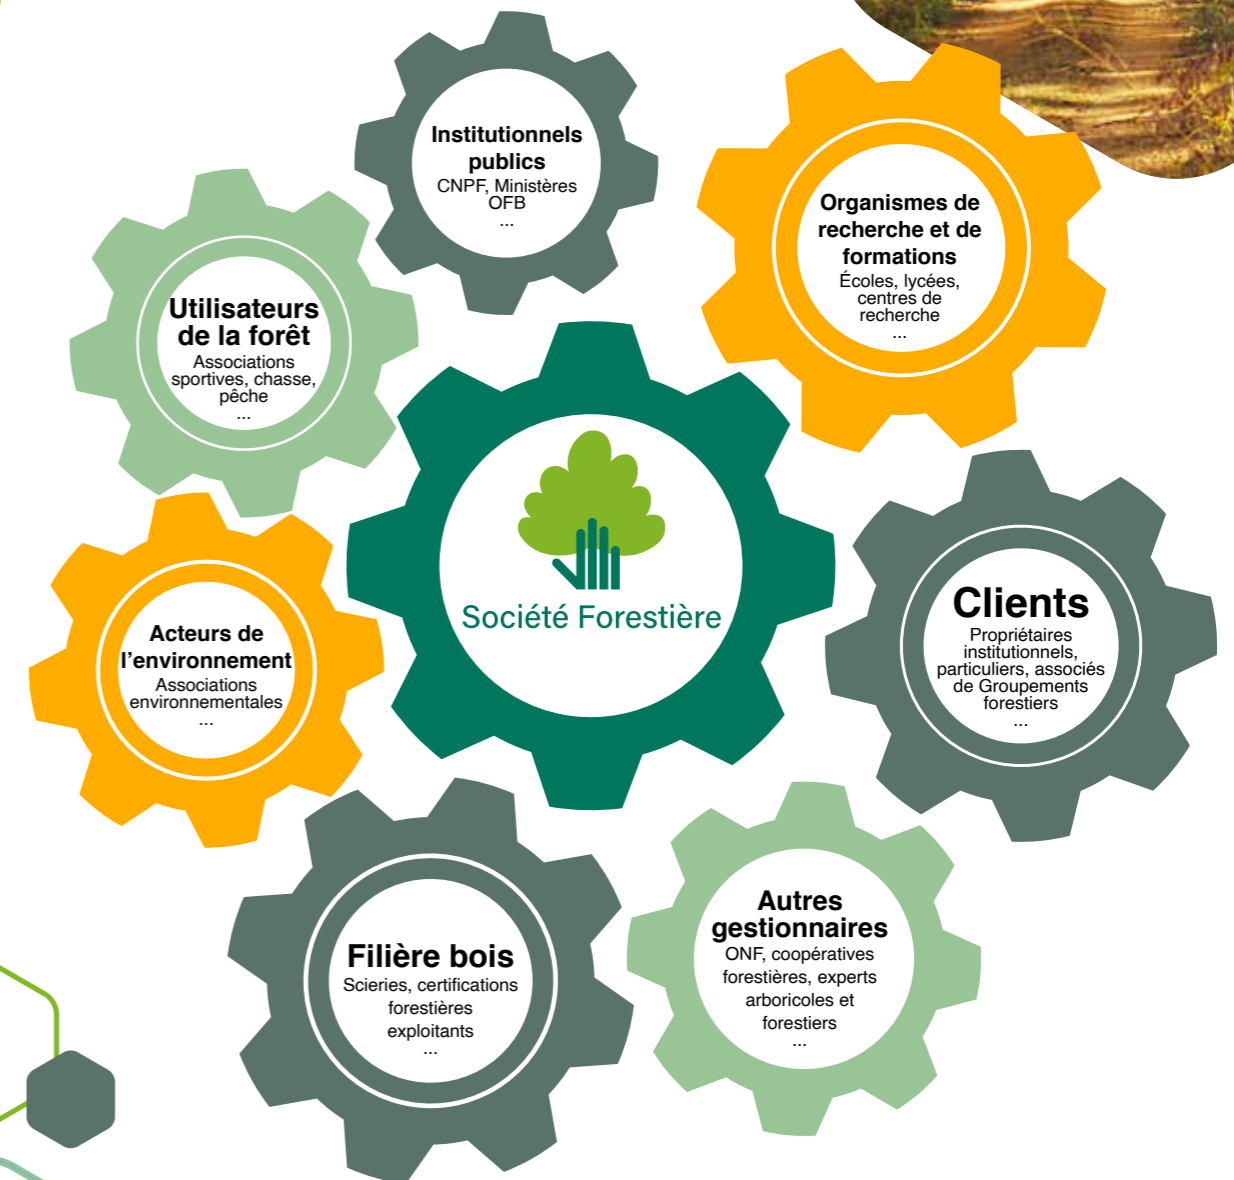 Institutionnels
publics
CNPF, Ministères
OFB
...
Organismes de
recherche et de
formations
Écoles, lycées,
centres de
recherche
...
Utilisateurs
de la forêt
Associations
sportives, chasse,
pêche
...
Société Forestière
Clients
Propriétaires
institutionnels,
particuliers, associés
de Groupements
forestiers
...
Acteurs de
l’environnement
Associations
environnementales
...
Filière bois
Scieries, certifications
forestières
exploitants
...
Autres
gestionnaires
ONF, coopératives
forestières, experts
arboricoles et
forestiers
...